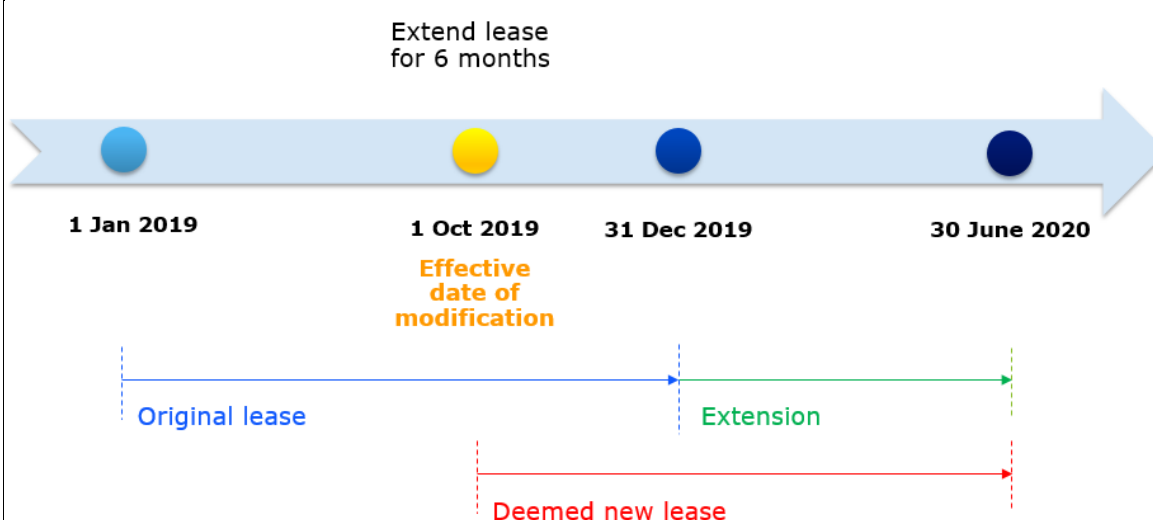 Extend lease
for 6 months
1 Jan 2019
1 Oct 2019
31 Dec 2019
30 June 2020
Effective
date of
modification
Original lease
Extension
Deemed new lease